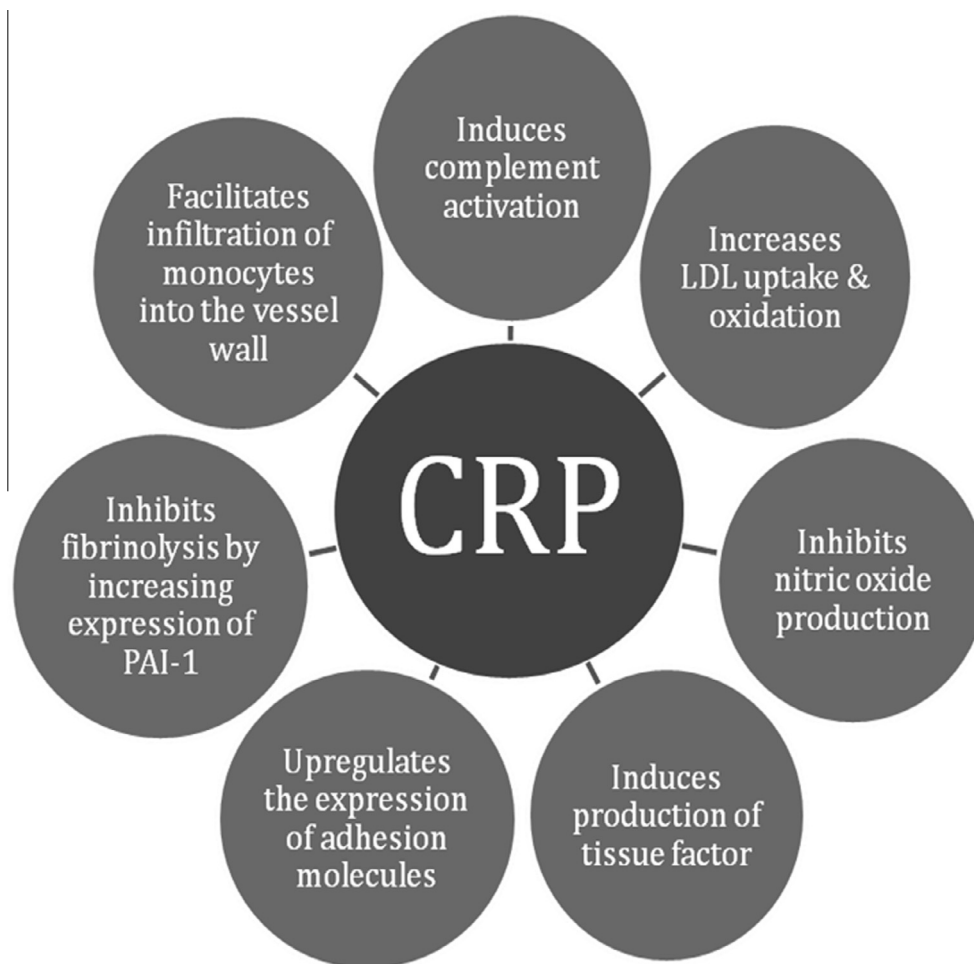 Induces
complement
activation
Increases
LDL uptake &
oxidation
Inhibits
nitric oxide
production
Induces
production of
tissue factor
Upregulates
the expression
of adhesion
molecules
Inhibits
fibrinolysis by
increasing
expression of
PAI-1
Facilitates
infiltration of
monocytes
into the vessel
wall
CRP